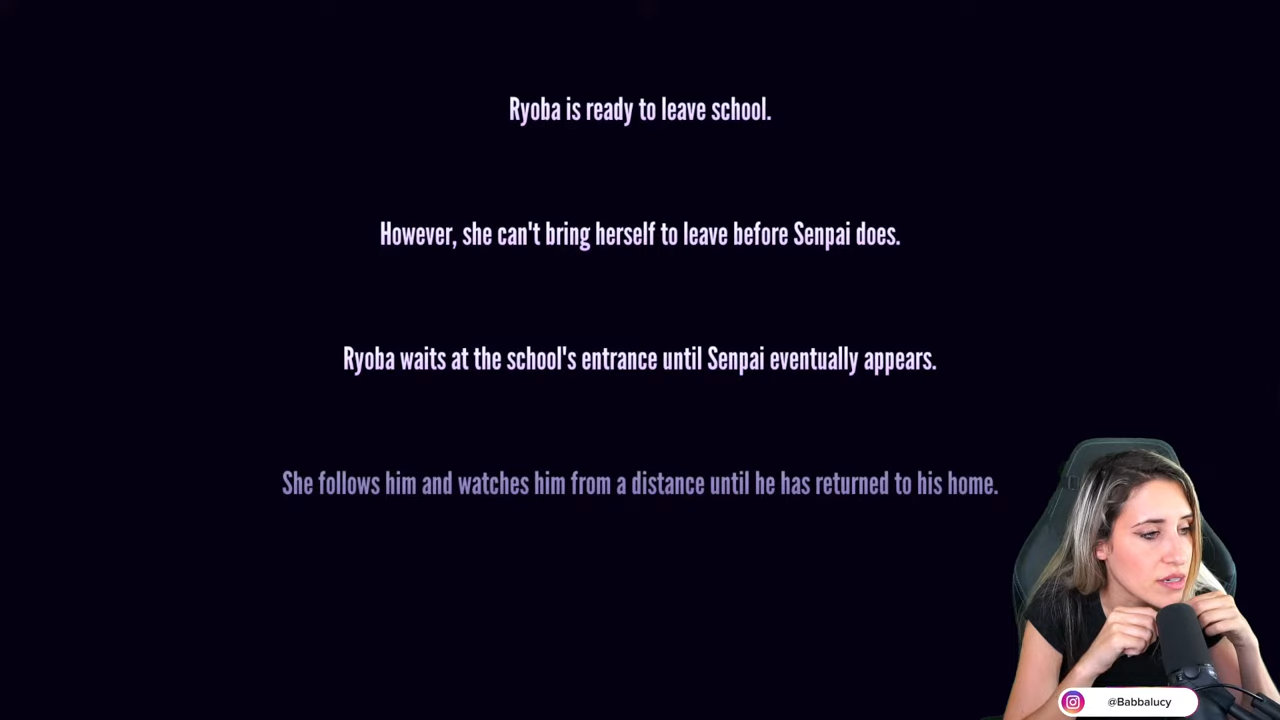 Ryoba is ready to leave school.
However, she can't bring herself to leave before Senpai does.
Ryoba waits at the school's entrance until Senpai eventually appears.
She follows him and watches him from a distance until he has returned to his home.
@Babbalucy